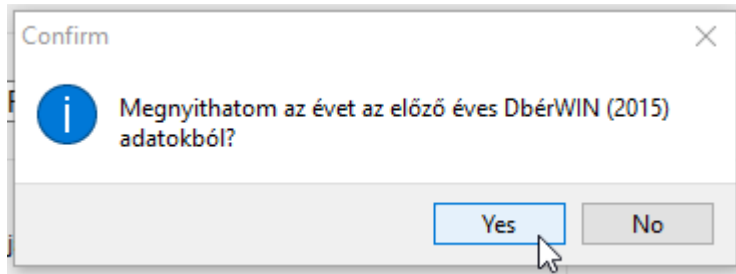 Confirm
Megnyithatom az évet az előző éves DbérWIN (2015)
adatokból?
Yes
No